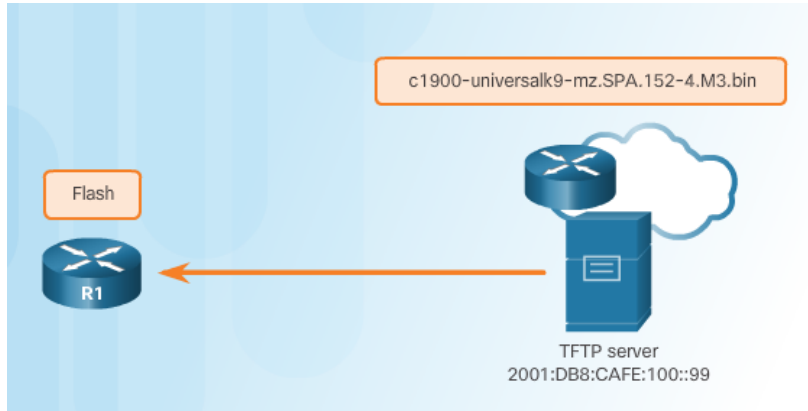 c1900-universalk9-mz.SPA.152-4.M3.bin
Flash
R1
TFTP server
2001:DB8:CAFE:100::99